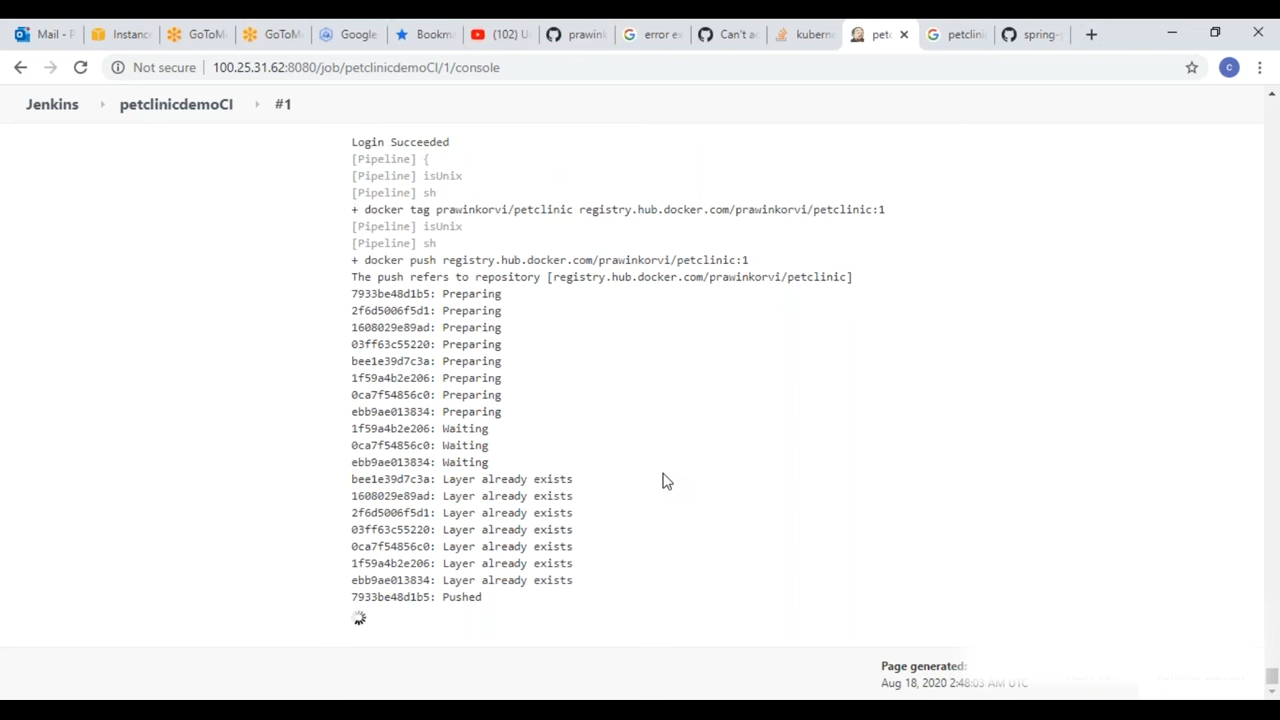 Mail - P
Instanc
GoToMe
GoToMe
Google
Bookm
(102) U
prawink
error ex
Can't a
kuberne
petc
petclini
spring-
Not secure
100.25.31.62:8080/job/petclinicdemoCI/1/console
c
Jenkins
petclinicdemoCI
#1
Login Succeeded
[Pipeline] {
[Pipeline] isUnix
[Pipeline] sh
+ docker tag prawinkorvi/petclinic registry.hub.docker.com/prawinkorvi/petclinic:1
[Pipeline] isUnix
[Pipeline] sh
+ docker push registry.hub.docker.com/prawinkorvi/petclinic:1
The push refers to repository [registry.hub.docker.com/prawinkorvi/petclinic]
7933be48d1b5: Preparing
2f6d5006f5d1: Preparing
1608029e89ad: Preparing
03ff63c55220: Preparing
bee1e39d7c3a: Preparing
1f59a4b2e206: Preparing
0ca7f54856c0: Preparing
ebb9ae013834: Preparing
1f59a4b2e206: Waiting
0ca7f54856c0: Waiting
ebb9ae013834: Waiting
bee1e39d7c3a: Layer already exists
1608029e89ad: Layer already exists
2f6d5006f5d1: Layer already exists
03ff63c55220: Layer already exists
0ca7f54856c0: Layer already exists
1f59a4b2e206: Layer already exists
ebb9ae013834: Layer already exists
7933be48d1b5: Pushed
Page generated:
Aug 18, 2020 2:48:03 AM UTC